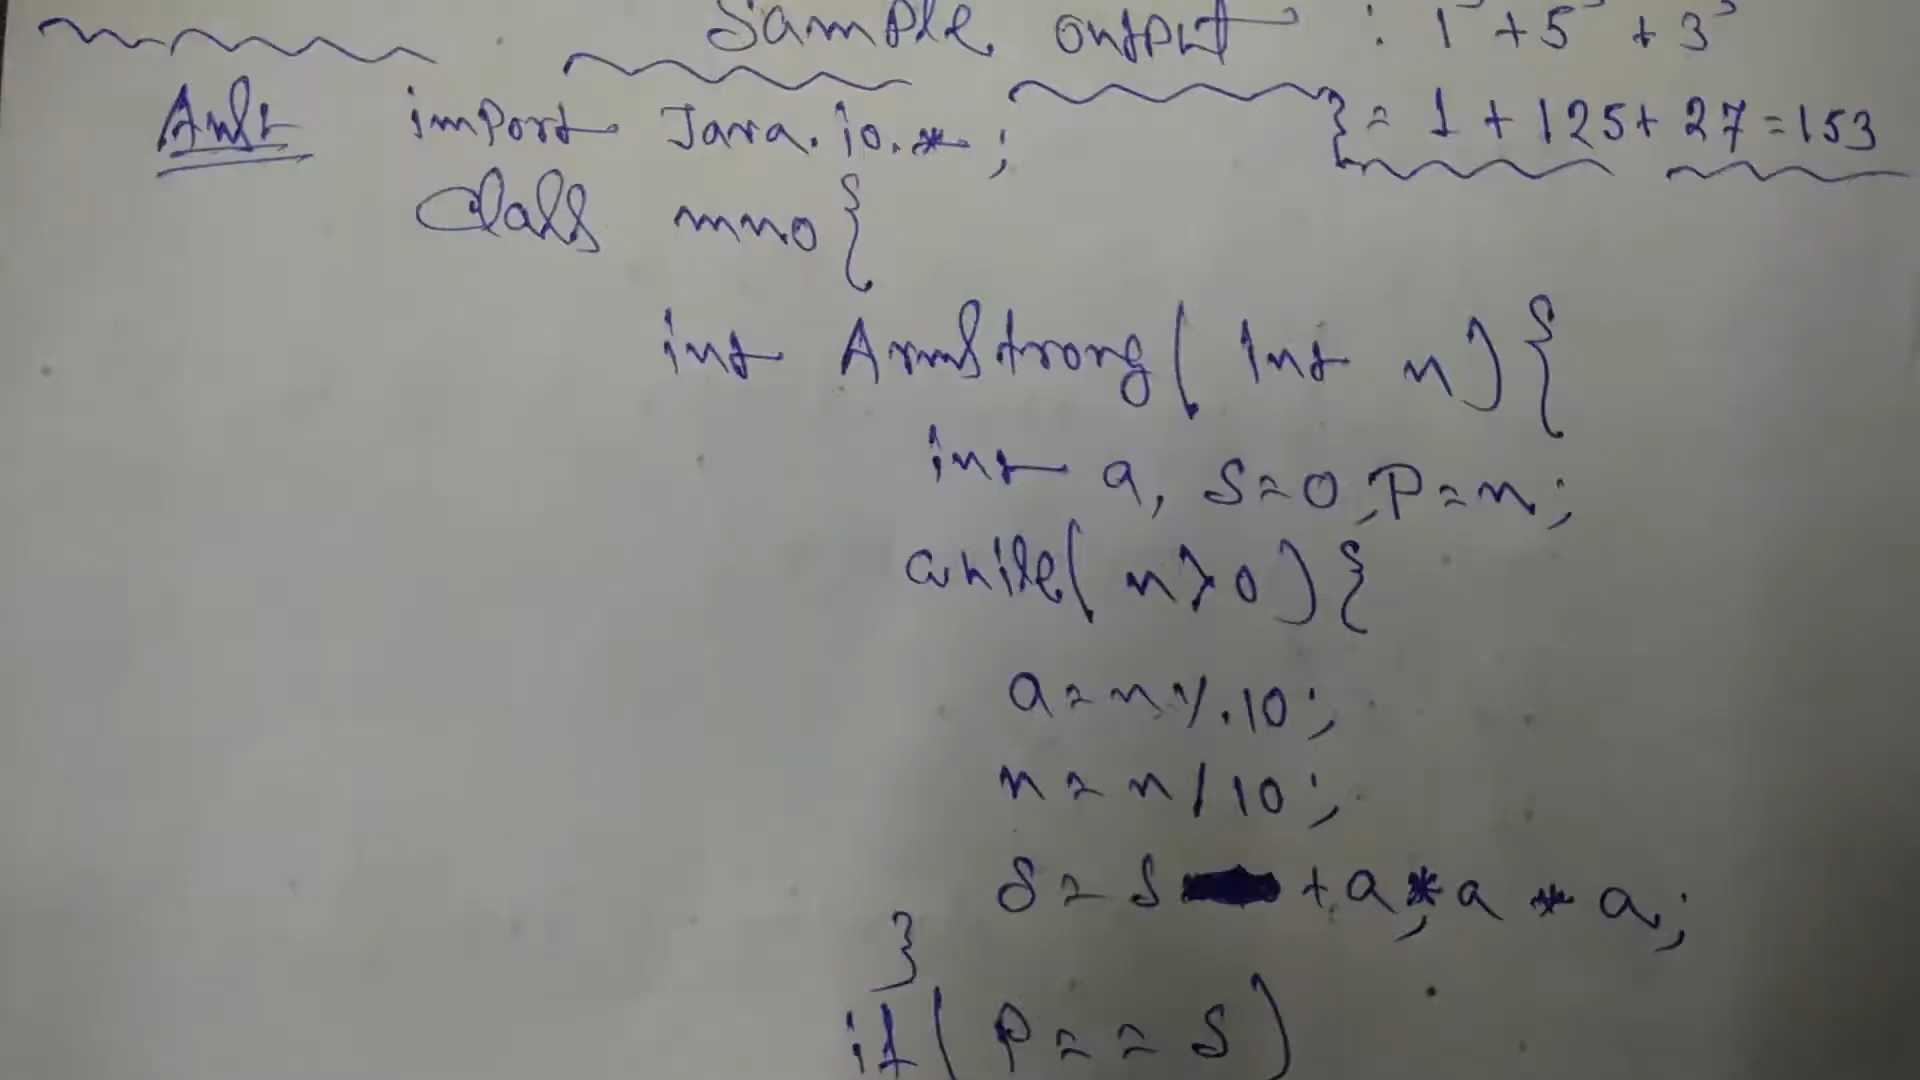 Sample output : 1³ + 5³ + 3³
= 1 + 125 + 27 = 153
Ans:- import Java.io.*;
Class mno{
int Armstrong( Int n){
int a, S=0, P=n;
while( n>0){
a=n%10;
n=n/10;
S=S +a*a*a;
}
if( P==S)